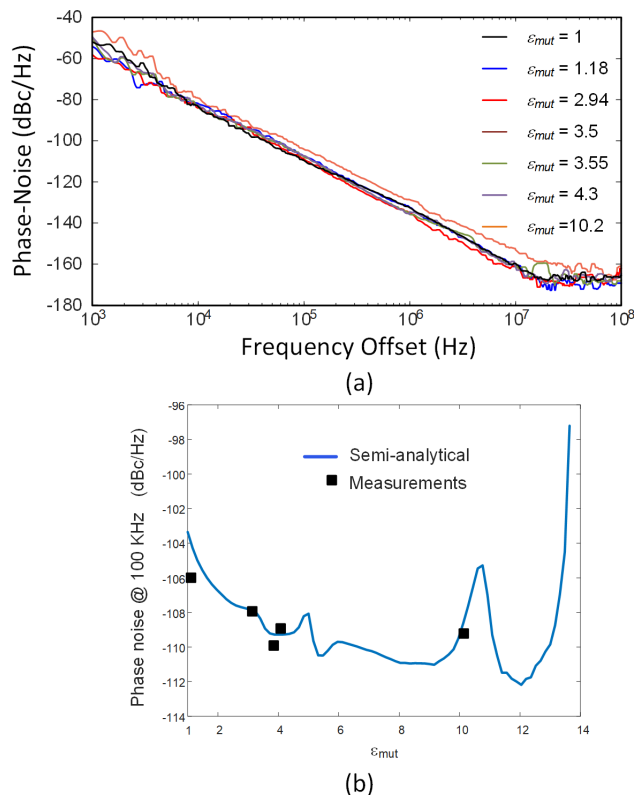 -40
-60
-80
-100
-120
-140
-160
-180
Phase-Noise (dBc/Hz)
εmut = 1
εmut = 1.18
εmut = 2.94
εmut = 3.5
εmut = 3.55
εmut = 4.3
εmut =10.2
10³ 10⁴ 10⁵ 10⁶ 10⁷ 10⁸
Frequency Offset (Hz)
(a)
-96
-98
-100
-102
-104
-106
-108
-110
-112
-114
Phase noise @ 100 KHz (dBc/Hz)
Semi-analytical
Measurements
1 2 4 6 8 10 12 14
εmut
(b)